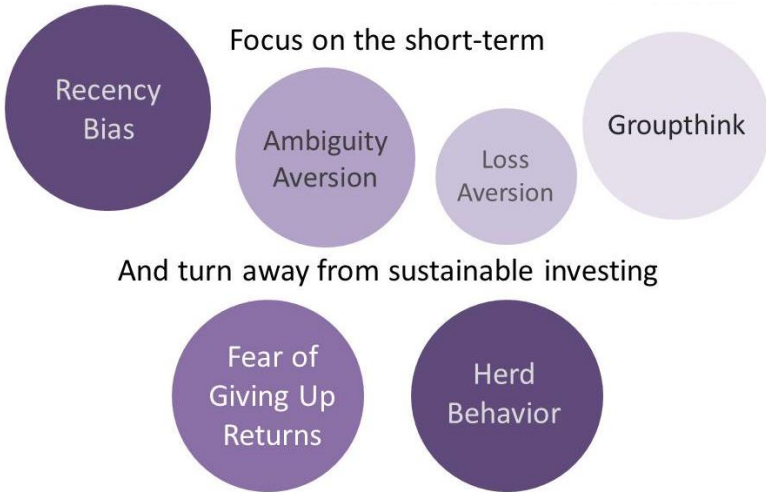 Focus on the short-term
Recency
Bias
Ambiguity
Aversion
Loss
Aversion
Groupthink
And turn away from sustainable investing
Fear of
Giving Up
Returns
Herd
Behavior